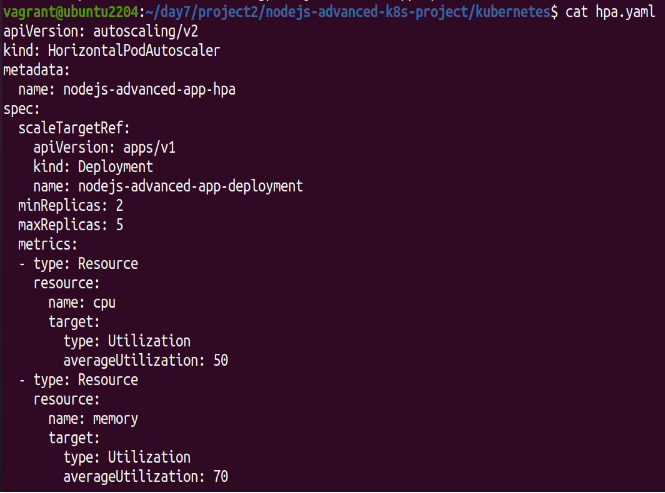 vagrant@ubuntu2204:~/day7/project2/nodejs-advanced-k8s-project/kubernetes$ cat hpa.yaml
apiVersion: autoscaling/v2
kind: HorizontalPodAutoscaler
metadata:
  name: nodejs-advanced-app-hpa
spec:
  scaleTargetRef:
    apiVersion: apps/v1
    kind: Deployment
    name: nodejs-advanced-app-deployment
  minReplicas: 2
  maxReplicas: 5
  metrics:
  - type: Resource
    resource:
      name: cpu
      target:
        type: Utilization
        averageUtilization: 50
  - type: Resource
    resource:
      name: memory
      target:
        type: Utilization
        averageUtilization: 70